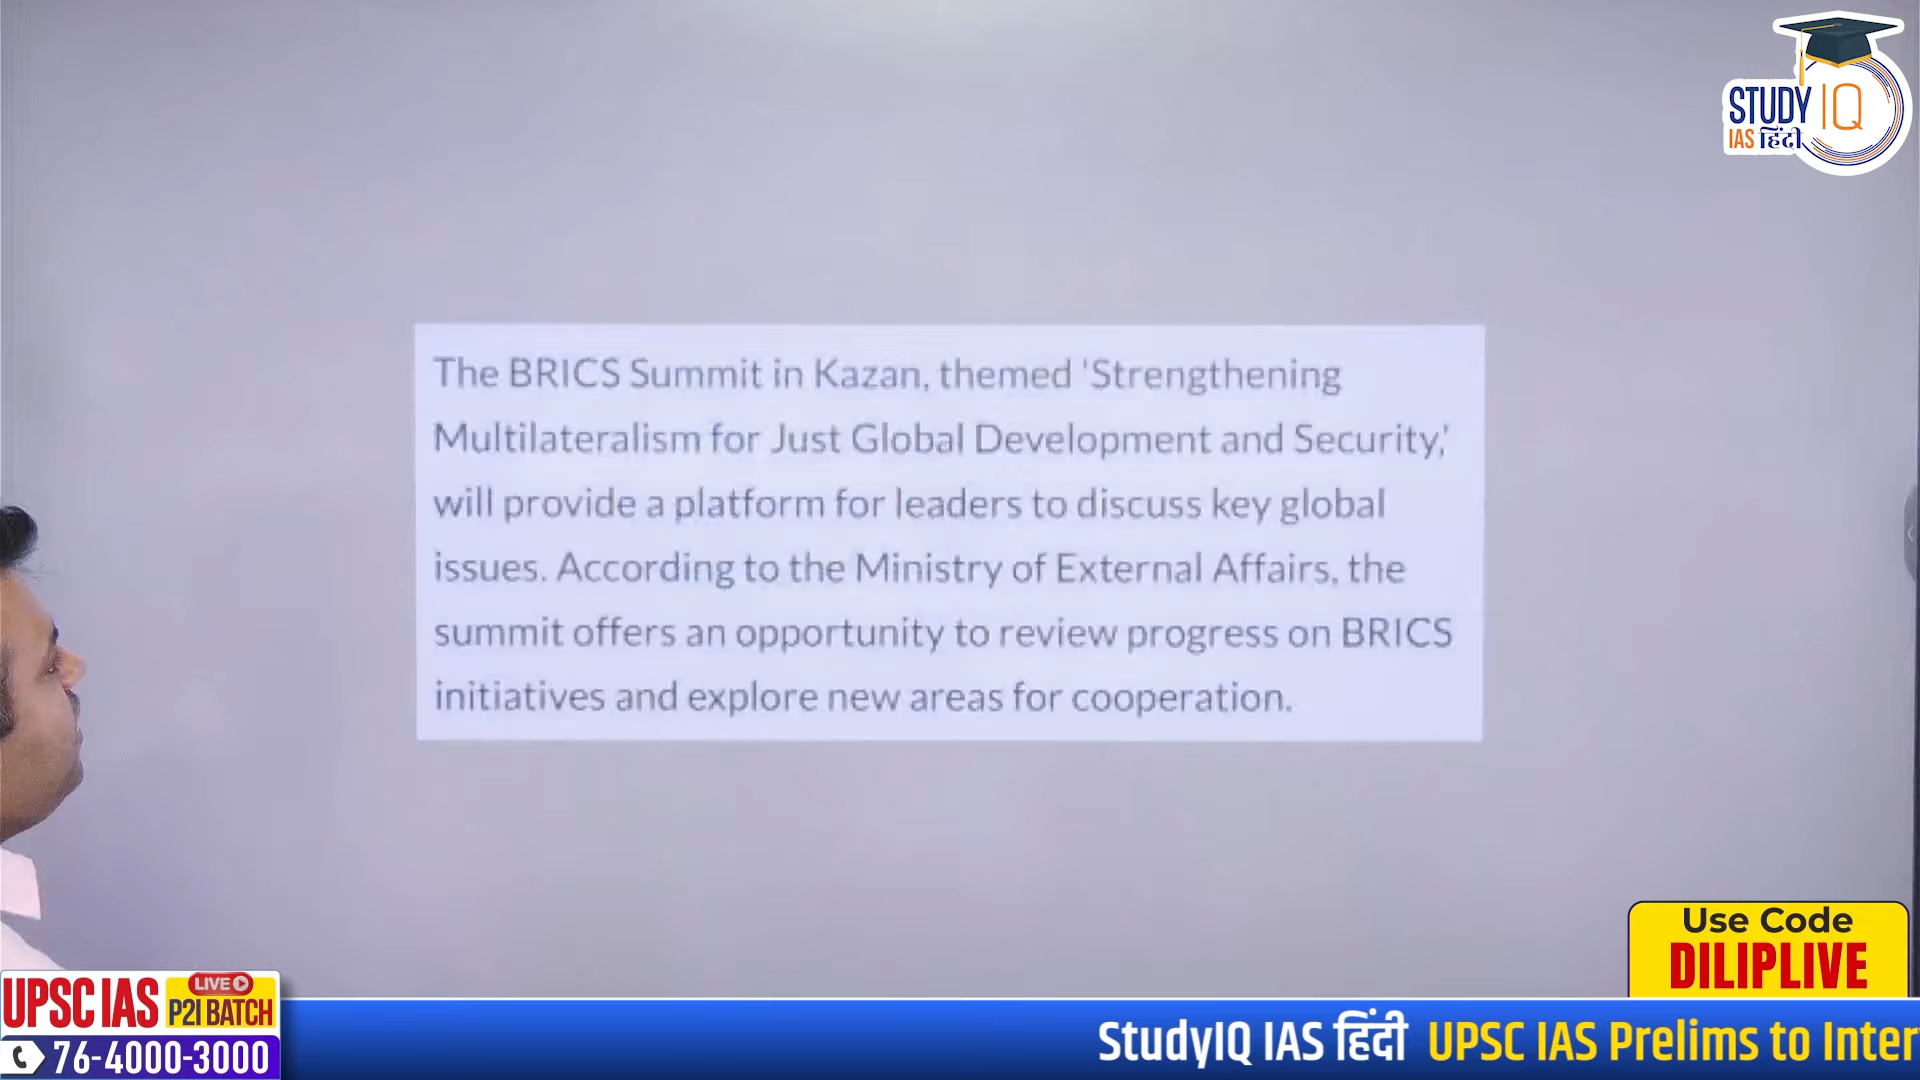 STUDY IQ
IAS हिंदी
The BRICS Summit in Kazan, themed 'Strengthening
Multilateralism for Just Global Development and Security,'
will provide a platform for leaders to discuss key global
issues. According to the Ministry of External Affairs, the
summit offers an opportunity to review progress on BRICS
initiatives and explore new areas for cooperation.
Use Code
DILIPLIVE
UPSC IAS LIVE
P2I BATCH
76-4000-3000
StudyIQ IAS हिंदी UPSC IAS Prelims to Inter